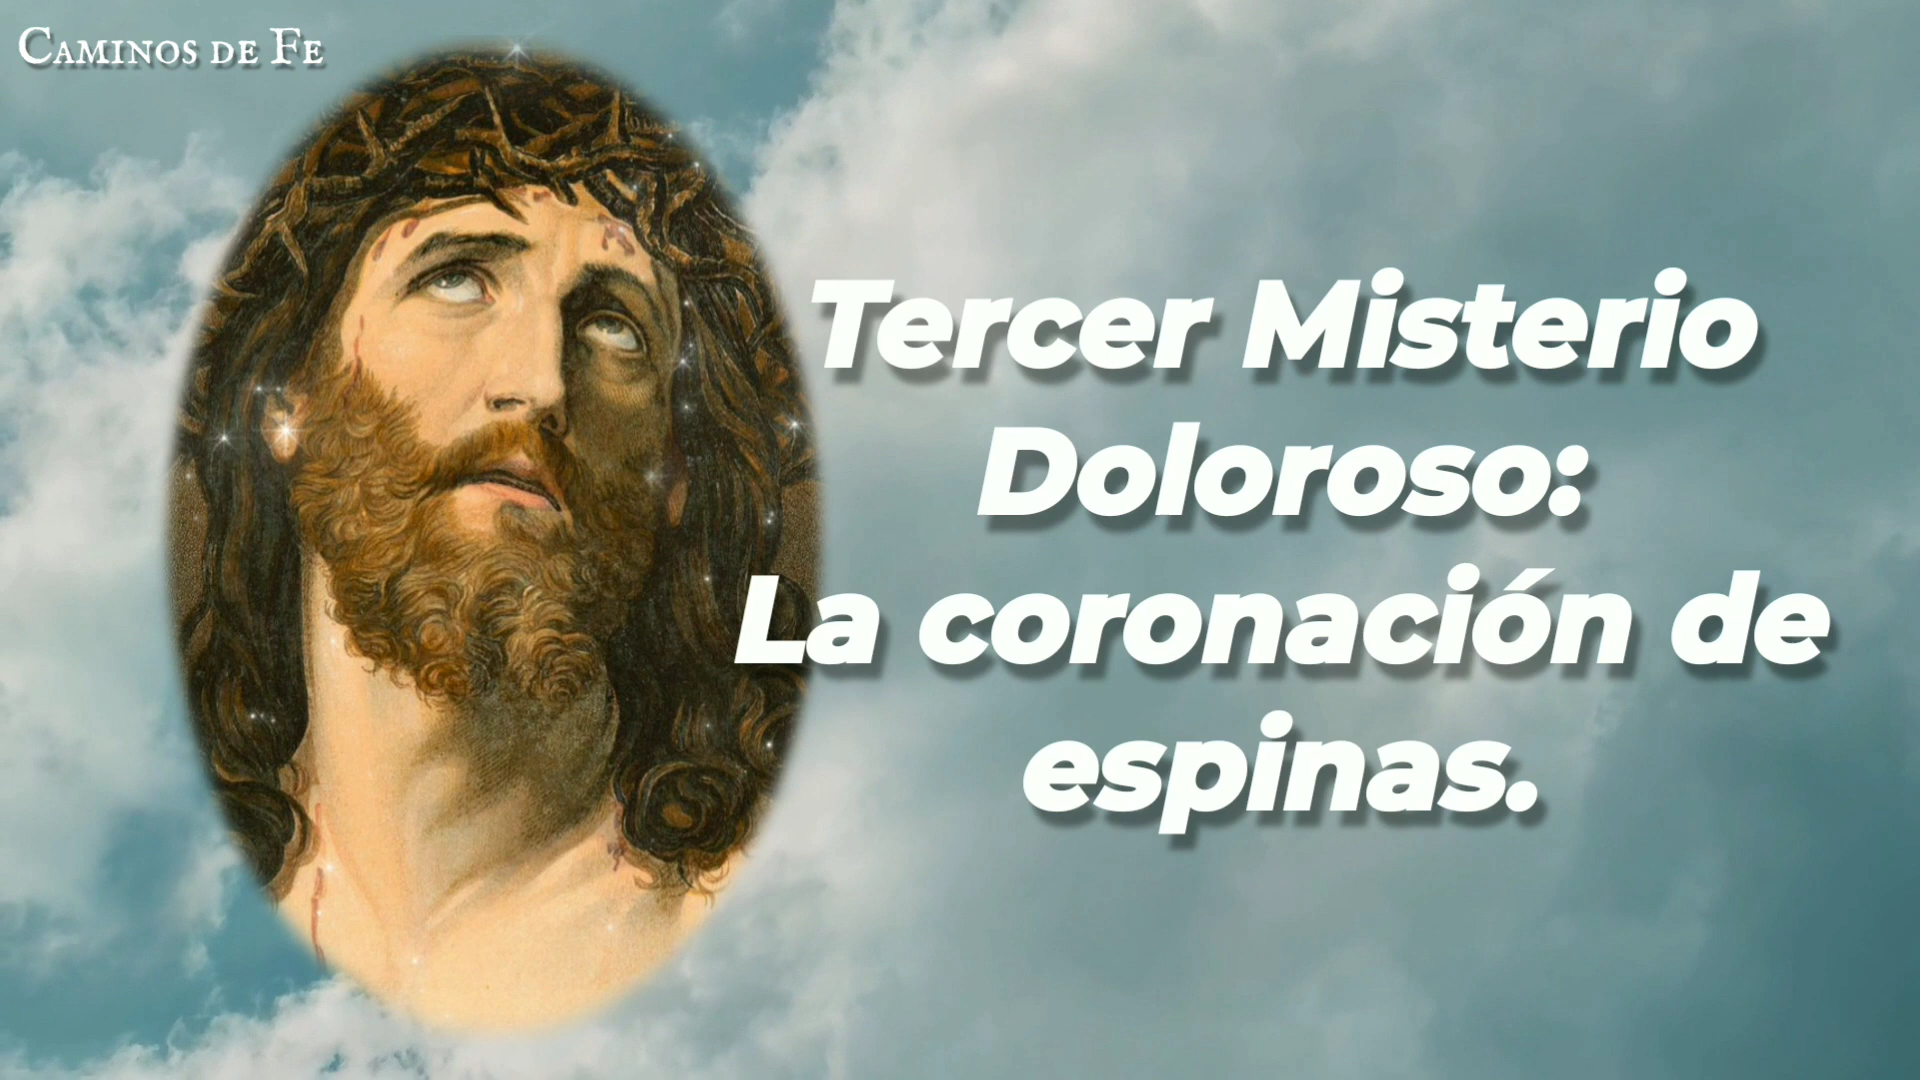 Caminos de Fe
Tercer Misterio
Doloroso:
La coronación de
espinas.